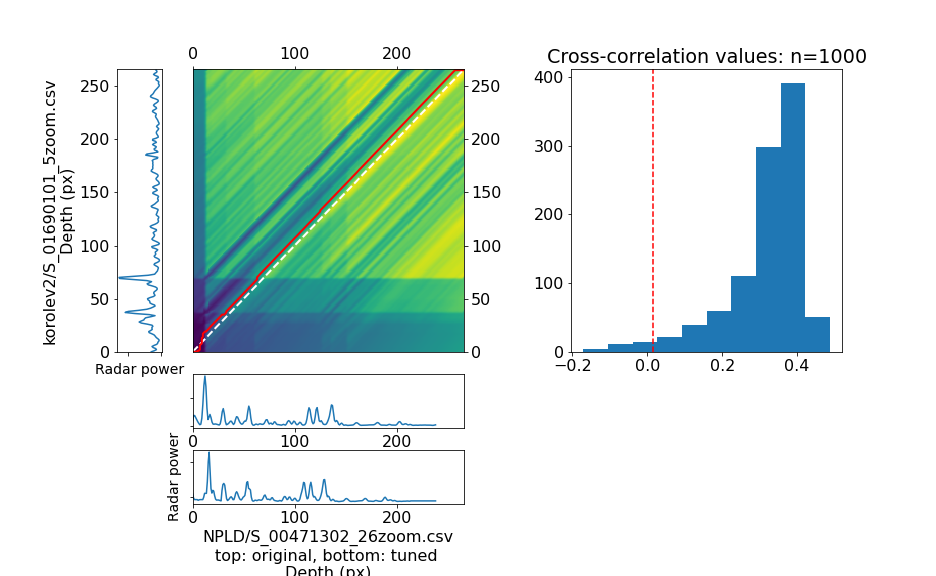 0 100 200
250
200
150
100
50
0
korolev2/S_01690101_5zoom.csv
Depth (px)
Radar power
250
200
150
100
50
0
Cross-correlation values: n=1000
400
300
200
100
0
−0.2 0.0 0.2 0.4
0 100 200
Radar power
0 100 200
NPLD/S_00471302_26zoom.csv
top: original, bottom: tuned
Depth (px)